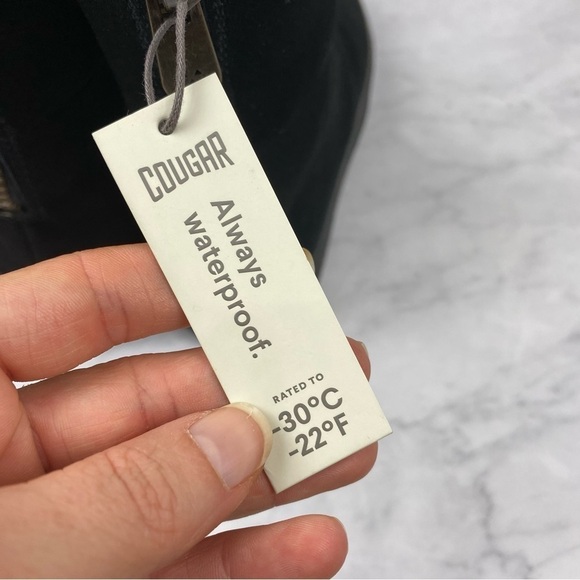 COUGAR
Always
waterproof.
RATED TO
-30°C
-22°F